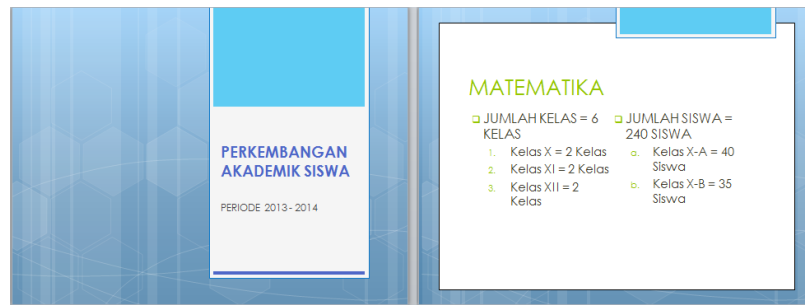 PERKEMBANGAN
AKADEMIK SISWA
PERIODE 2013 - 2014
MATEMATIKA
JUMLAH KELAS = 6
KELAS
1. Kelas X = 2 Kelas
2. Kelas XI = 2 Kelas
3. Kelas XII = 2
Kelas
JUMLAH SISWA =
240 SISWA
a. Kelas X-A = 40
Siswa
b. Kelas X-B = 35
Siswa